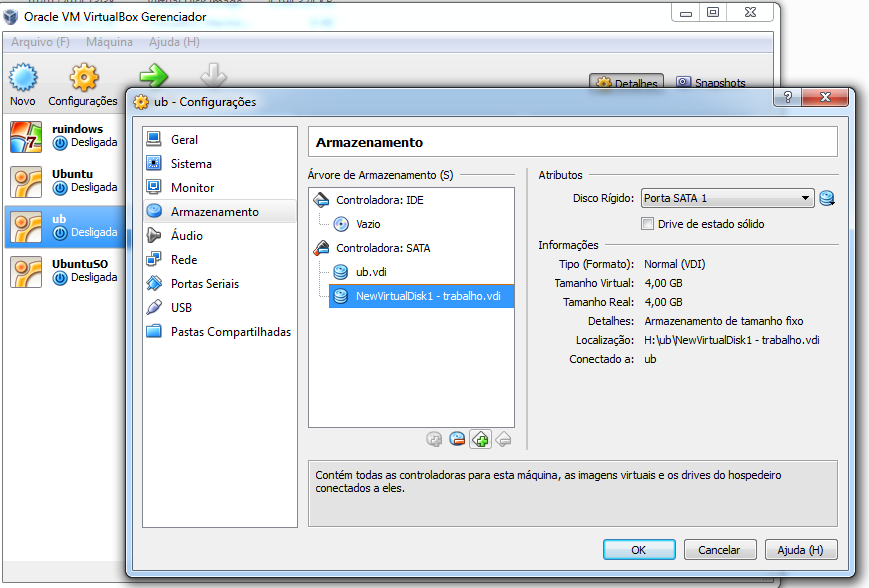 Oracle VM VirtualBox Gerenciador
Arquivo (F) Máquina Ajuda (H)
Novo Configurações
Detalhes Snapshots
ruindows
Desligada
Ubuntu
Desligada
ub
Desligada
UbuntuSO
Desligada
ub - Configurações
Geral
Sistema
Monitor
Armazenamento
Áudio
Rede
Portas Seriais
USB
Pastas Compartilhadas
Armazenamento
Árvore de Armazenamento (S)
Controladora: IDE
Vazio
Controladora: SATA
ub.vdi
NewVirtualDisk1 - trabalho.vdi
Atributos
Disco Rígido: Porta SATA 1
Drive de estado sólido
Informações
Tipo (Formato): Normal (VDI)
Tamanho Virtual: 4,00 GB
Tamanho Real: 4,00 GB
Detalhes: Armazenamento de tamanho fixo
Localização: H:\ub\NewVirtualDisk1 - trabalho.vdi
Conectado a: ub
Contém todas as controladoras para esta máquina, as imagens virtuais e os drives do hospedeiro
conectados a eles.
OK Cancelar Ajuda (H)